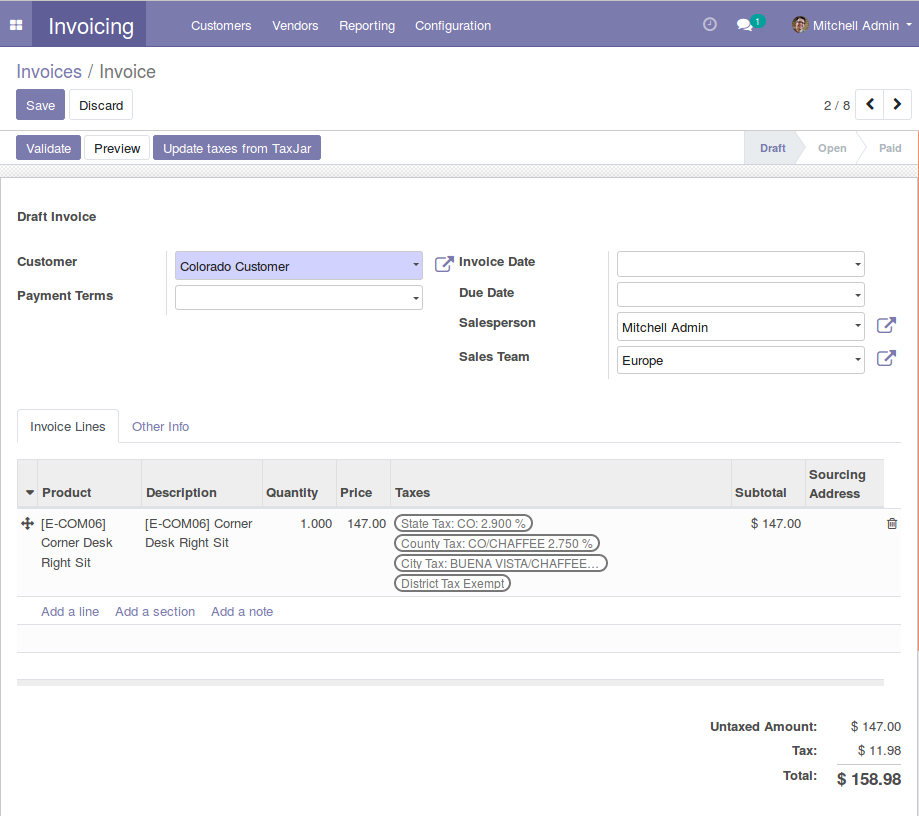 Invoicing Customers Vendors Reporting Configuration 1 Mitchell Admin
Invoices / Invoice
Save Discard 2 / 8
Validate Preview Update taxes from TaxJar Draft Open Paid
Draft Invoice
Customer Colorado Customer Invoice Date
Payment Terms Due Date
Salesperson Mitchell Admin
Sales Team Europe
Invoice Lines Other Info
Product Description Quantity Price Taxes Subtotal Sourcing Address
[E-COM06] [E-COM06] Corner 1.000 147.00 State Tax: CO: 2.900 % $ 147.00
Corner Desk Desk Right Sit County Tax: CO/CHAFFEE 2.750 %
Right Sit City Tax: BUENA VISTA/CHAFFEE...
District Tax Exempt
Add a line Add a section Add a note
Untaxed Amount: $ 147.00
Tax: $ 11.98
Total: $ 158.98